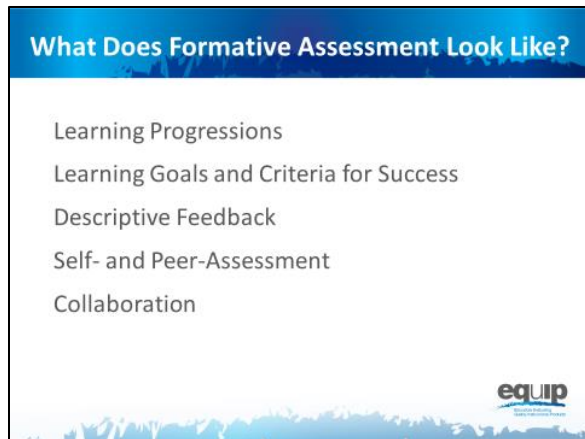 What Does Formative Assessment Look Like?
Learning Progressions
Learning Goals and Criteria for Success
Descriptive Feedback
Self- and Peer-Assessment
Collaboration
equip